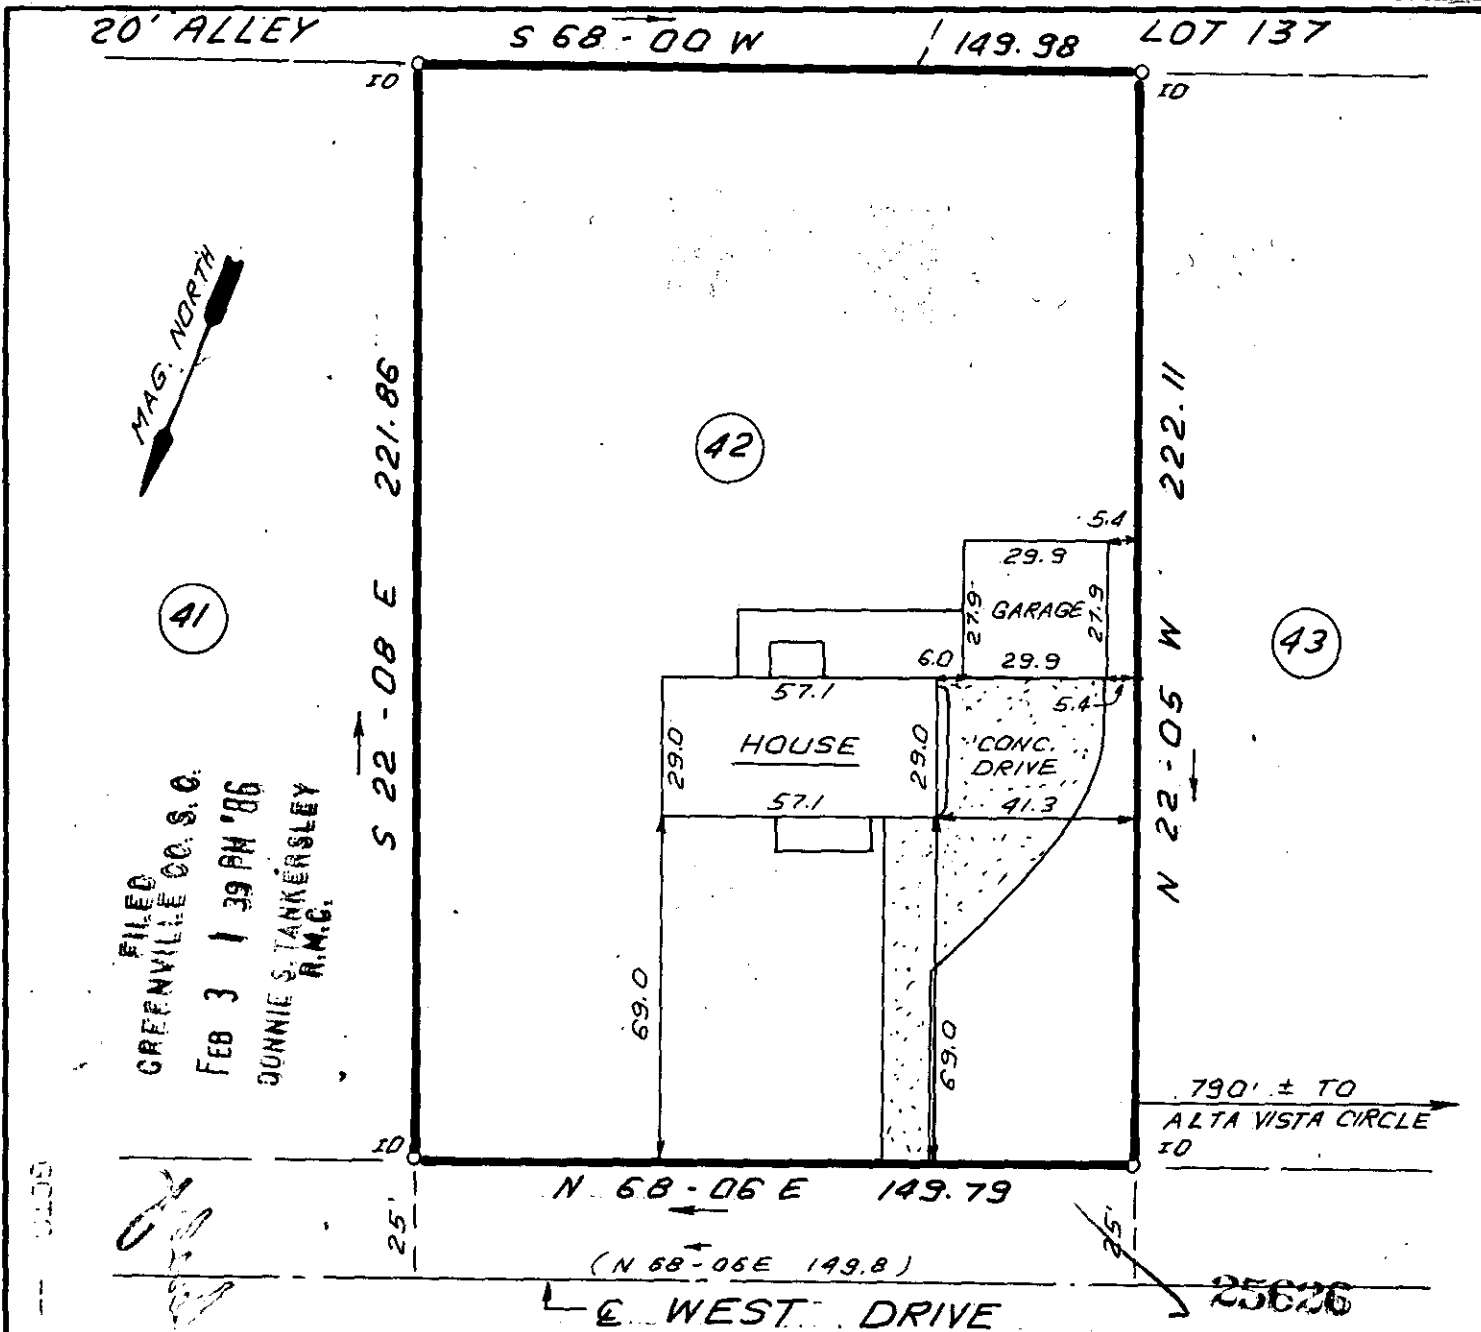 20' ALLEY
S 68-00 W
149.98
LOT 137
IO
IO
MAG. NORTH
S 22-08 E 221.86
N 22-05 W 222.11
42
41
43
5.4
29.9
27.9
GARAGE
27.9
6.0
29.9
5.4
57.1
29.0
HOUSE
29.0
CONC.
DRIVE
57.1
41.3
69.0
69.0
FILED
GREENVILLE CO. S. C.
FEB 3 1 39 PM '86
DONNIE S. TANKERSLEY
R.M.C.
790' ± TO
ALTA VISTA CIRCLE
IO
IO
N 68-06 E 149.79
25'
25'
(N 68-06E 149.8)
℄ WEST DRIVE
25626